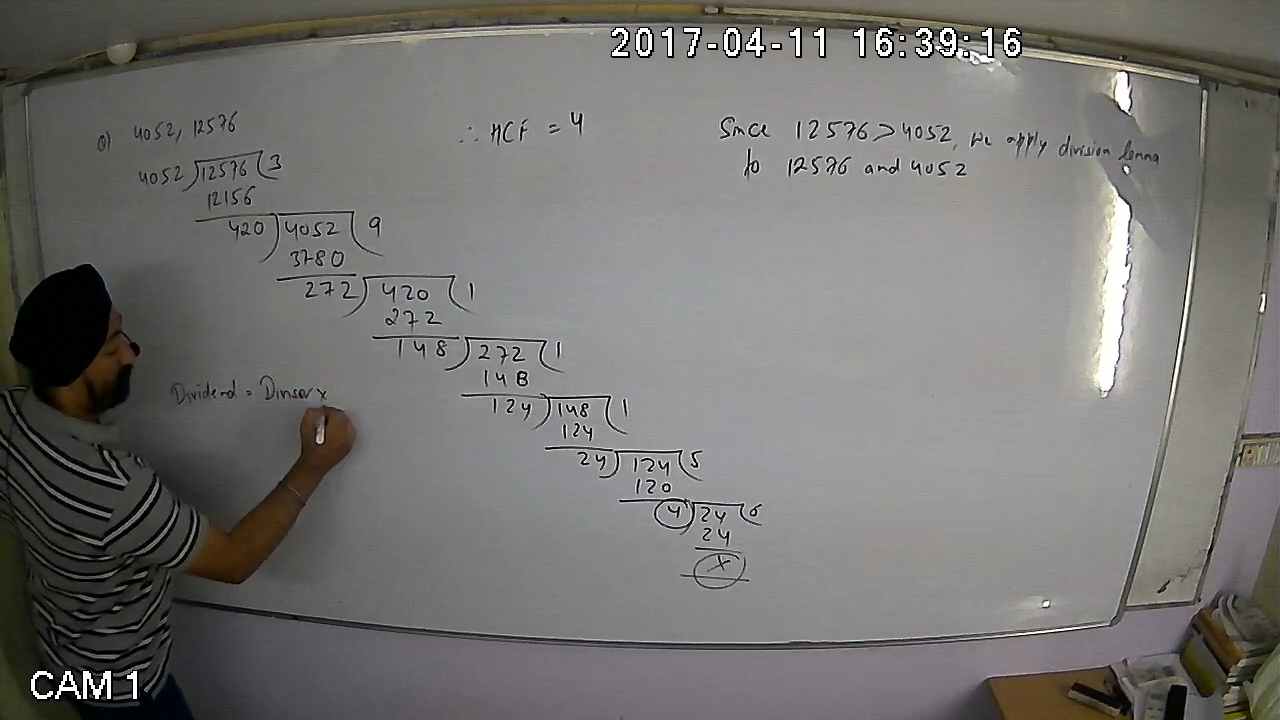 2017-04-11 16:39:16
Q) 4052, 12576
4052 ) 12576 ( 3
12156
420 ) 4052 ( 9
3780
272 ) 420 ( 1
272
148 ) 272 ( 1
148
124 ) 148 ( 1
124
24 ) 124 ( 5
120
4 ) 24 ( 6
24
x
Dividend = Divisor x
∴ HCF = 4
Since 12576 > 4052, we apply division lemma
to 12576 and 4052
CAM 1